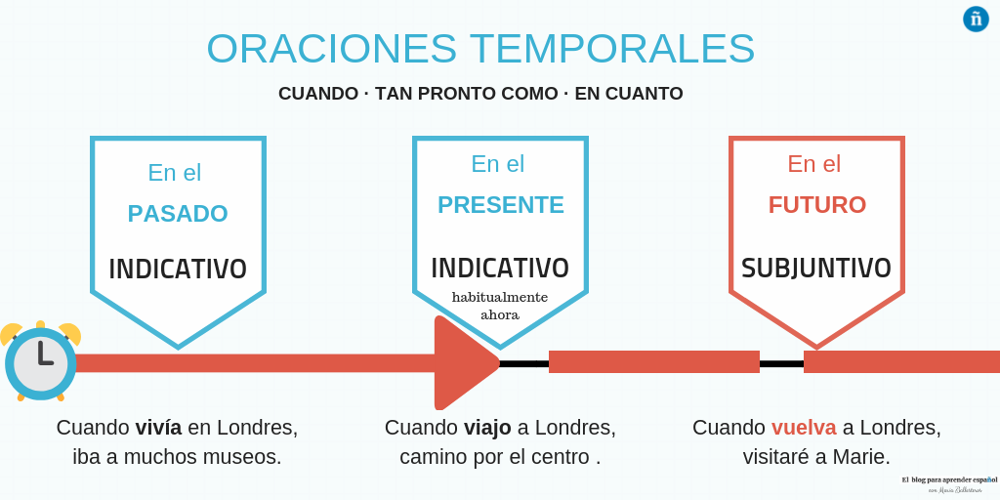 ñ
ORACIONES TEMPORALES
CUANDO · TAN PRONTO COMO · EN CUANTO
En el
PASADO
INDICATIVO
En el
PRESENTE
INDICATIVO
habitualmente
ahora
En el
FUTURO
SUBJUNTIVO
Cuando vivía en Londres,
iba a muchos museos.
Cuando viajo a Londres,
camino por el centro .
Cuando vuelva a Londres,
visitaré a Marie.
El blog para aprender español
con María Ballesteros